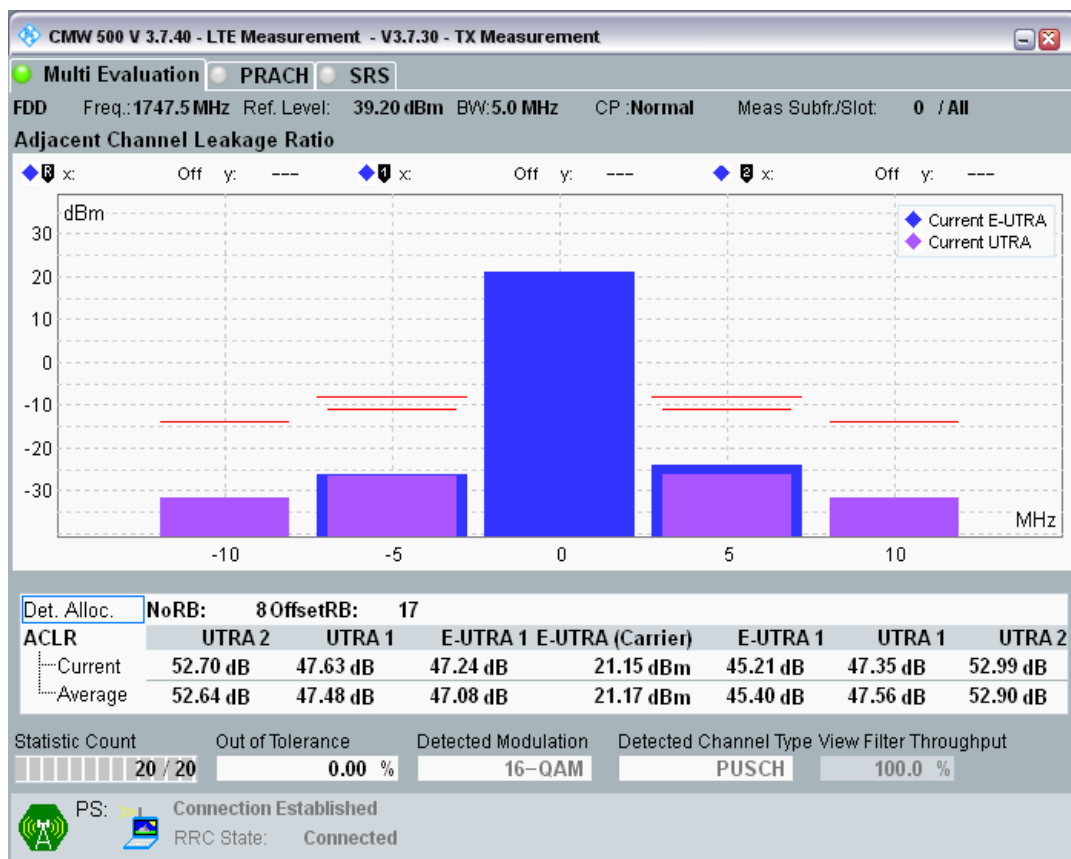 CMW 500 V 3.7.40 - LTE Measurement - V3.7.30 - TX Measurement
Multi Evaluation PRACH SRS
FDD Freq.: 1747.5 MHz Ref. Level: 39.20 dBm BW: 5.0 MHz CP : Normal Meas Subfr./Slot: 0 / All
Adjacent Channel Leakage Ratio
R x: Off y: --- 1 x: Off y: --- 2 x: Off y: ---
dBm
Current E-UTRA
Current UTRA
30
20
10
0
-10
-20
-30
MHz
-10 -5 0 5 10
Det. Alloc. NoRB: 8 OffsetRB: 17
ACLR UTRA 2 UTRA 1 E-UTRA 1 E-UTRA (Carrier) E-UTRA 1 UTRA 1 UTRA 2
Current 52.70 dB 47.63 dB 47.24 dB 21.15 dBm 45.21 dB 47.35 dB 52.99 dB
Average 52.64 dB 47.48 dB 47.08 dB 21.17 dBm 45.40 dB 47.56 dB 52.90 dB
Statistic Count Out of Tolerance Detected Modulation Detected Channel Type View Filter Throughput
20 / 20 0.00 % 16-QAM PUSCH 100.0 %
PS: Connection Established
RRC State: Connected